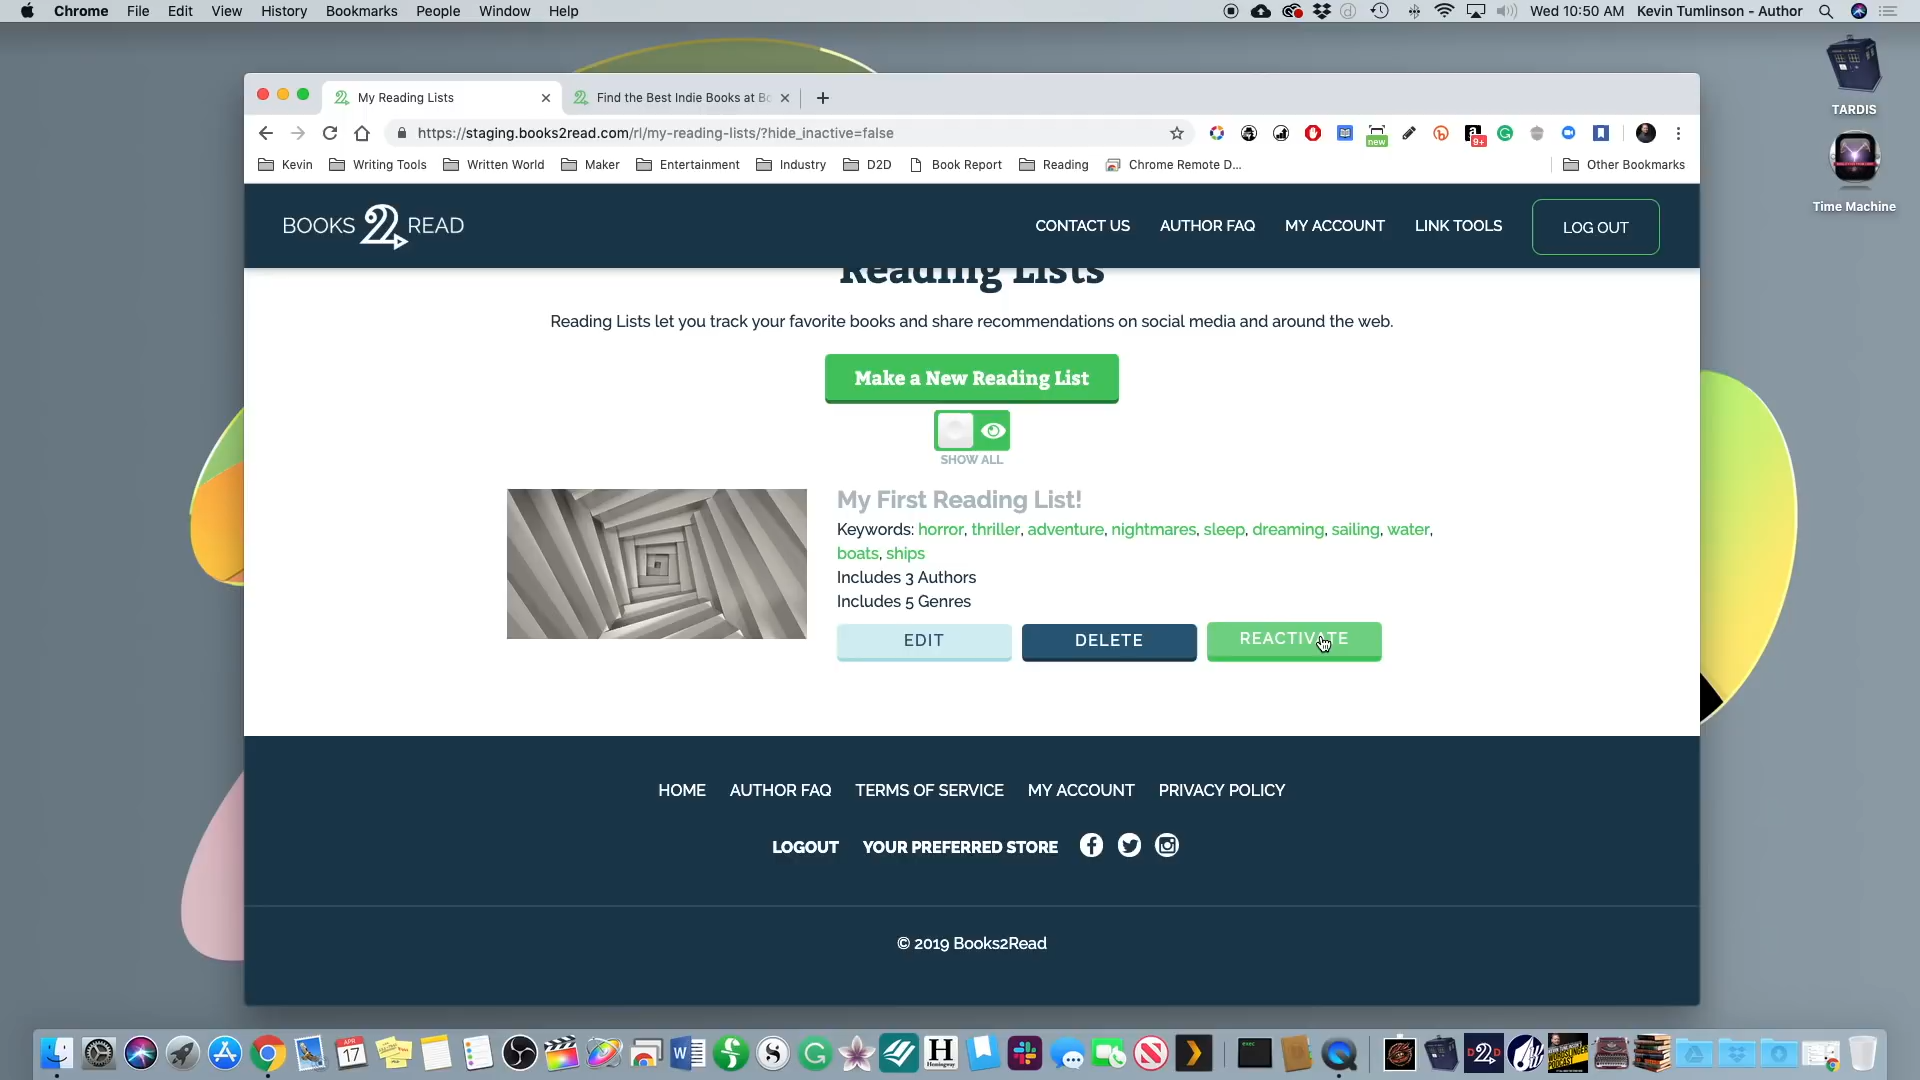 Chrome File Edit View History Bookmarks People Window Help
Wed 10:50 AM Kevin Tumlinson - Author
TARDIS
Time Machine
My Reading Lists
Find the Best Indie Books at Bo
https://staging.books2read.com/rl/my-reading-lists/?hide_inactive=false
new
9+
Kevin Writing Tools Written World Maker Entertainment Industry D2D Book Report Reading Chrome Remote D... Other Bookmarks
BOOKS 2 READ
CONTACT US AUTHOR FAQ MY ACCOUNT LINK TOOLS LOG OUT
Reading Lists
Reading Lists let you track your favorite books and share recommendations on social media and around the web.
Make a New Reading List
SHOW ALL
My First Reading List!
Keywords: horror, thriller, adventure, nightmares, sleep, dreaming, sailing, water,
boats, ships
Includes 3 Authors
Includes 5 Genres
EDIT DELETE REACTIVATE
HOME AUTHOR FAQ TERMS OF SERVICE MY ACCOUNT PRIVACY POLICY
LOGOUT YOUR PREFERRED STORE
© 2019 Books2Read
APR
17
H
Hemingway
D2D